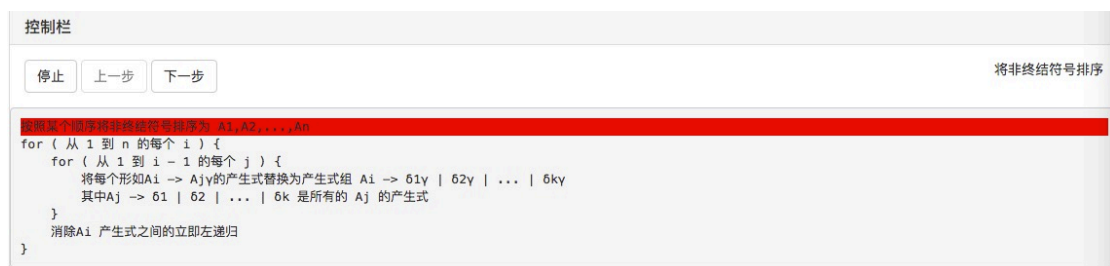 控制栏
停止 上一步 下一步 将非终结符号排序
按照某个顺序将非终结符号排序为 A1,A2,...,An
for ( 从 1 到 n 的每个 i ) {
for ( 从 1 到 i – 1 的每个 j ) {
将每个形如Ai –> Ajγ的产生式替换为产生式组 Ai –> δ1γ | δ2γ | ... | δkγ
其中Aj –> δ1 | δ2 | ... | δk 是所有的 Aj 的产生式
}
消除Ai 产生式之间的立即左递归
}